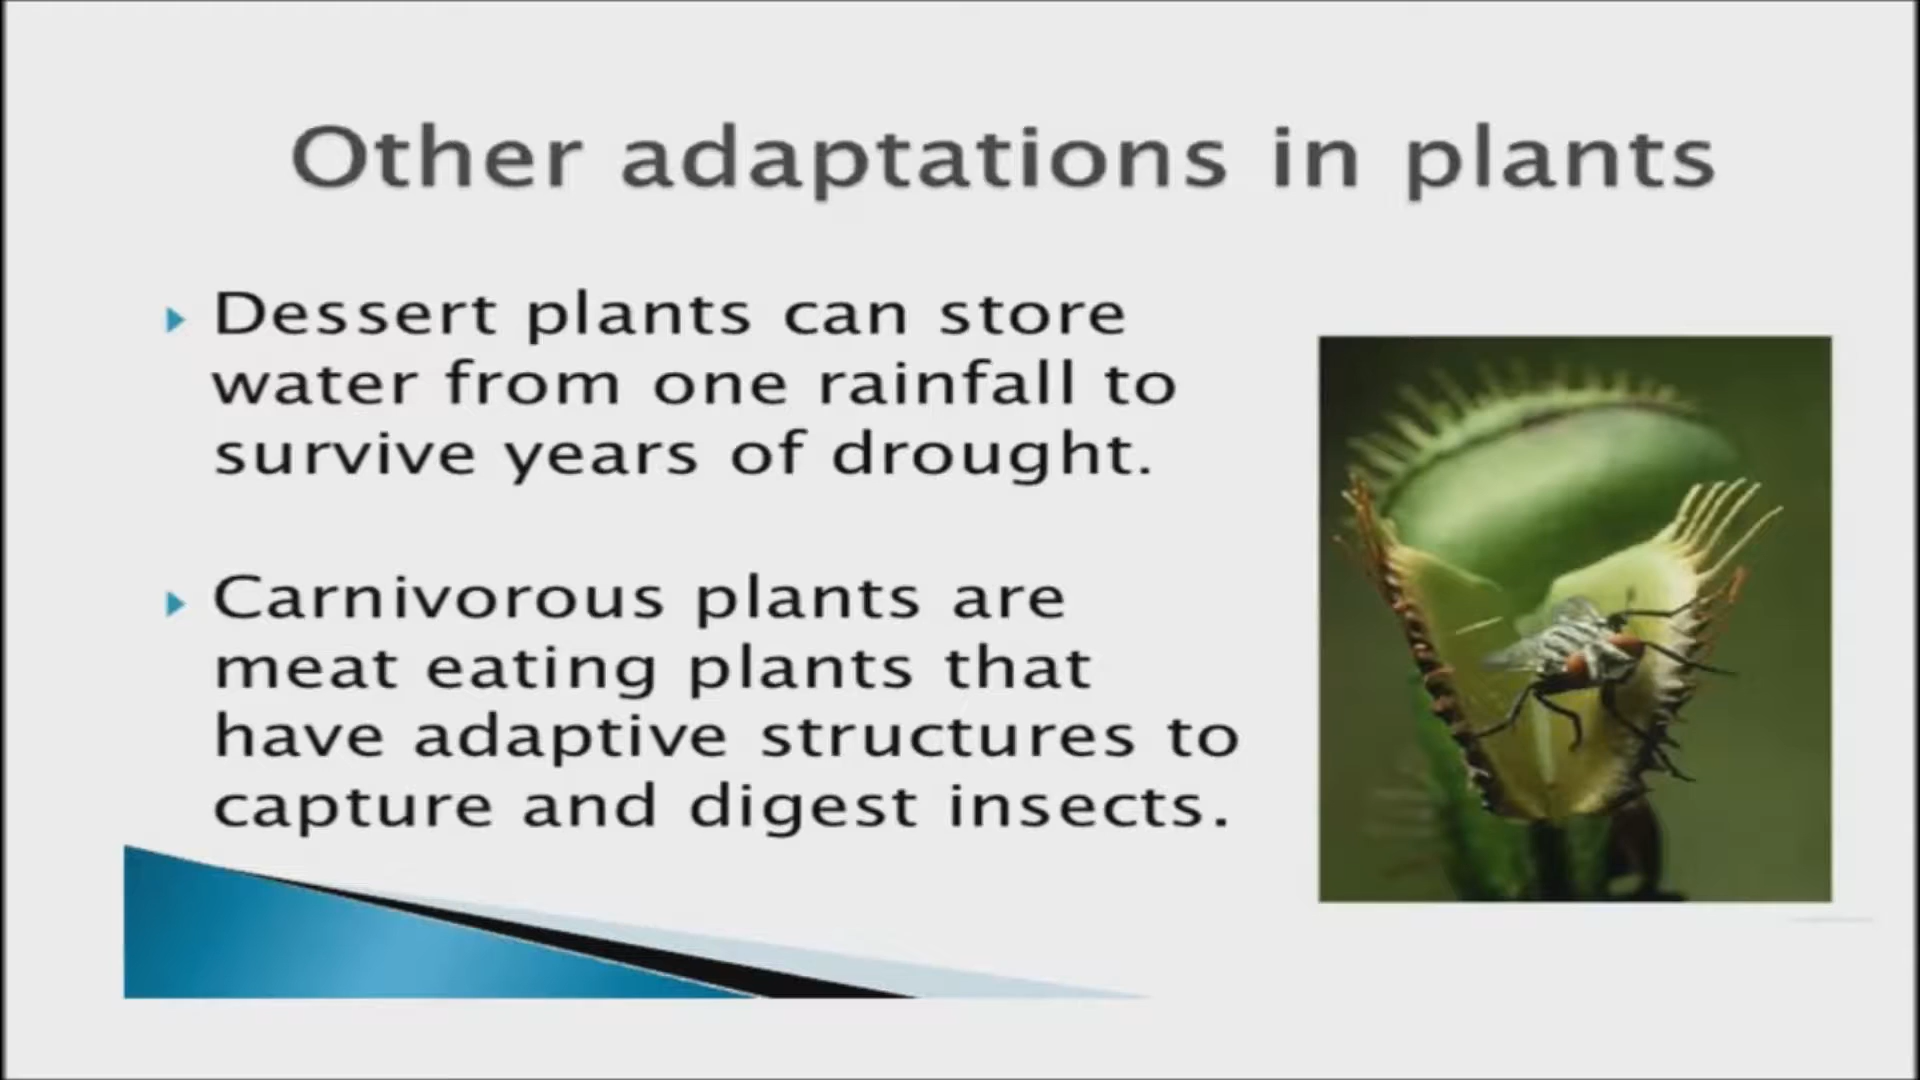 Other adaptations in plants
Dessert plants can store
water from one rainfall to
survive years of drought.
Carnivorous plants are
meat eating plants that
have adaptive structures to
capture and digest insects.